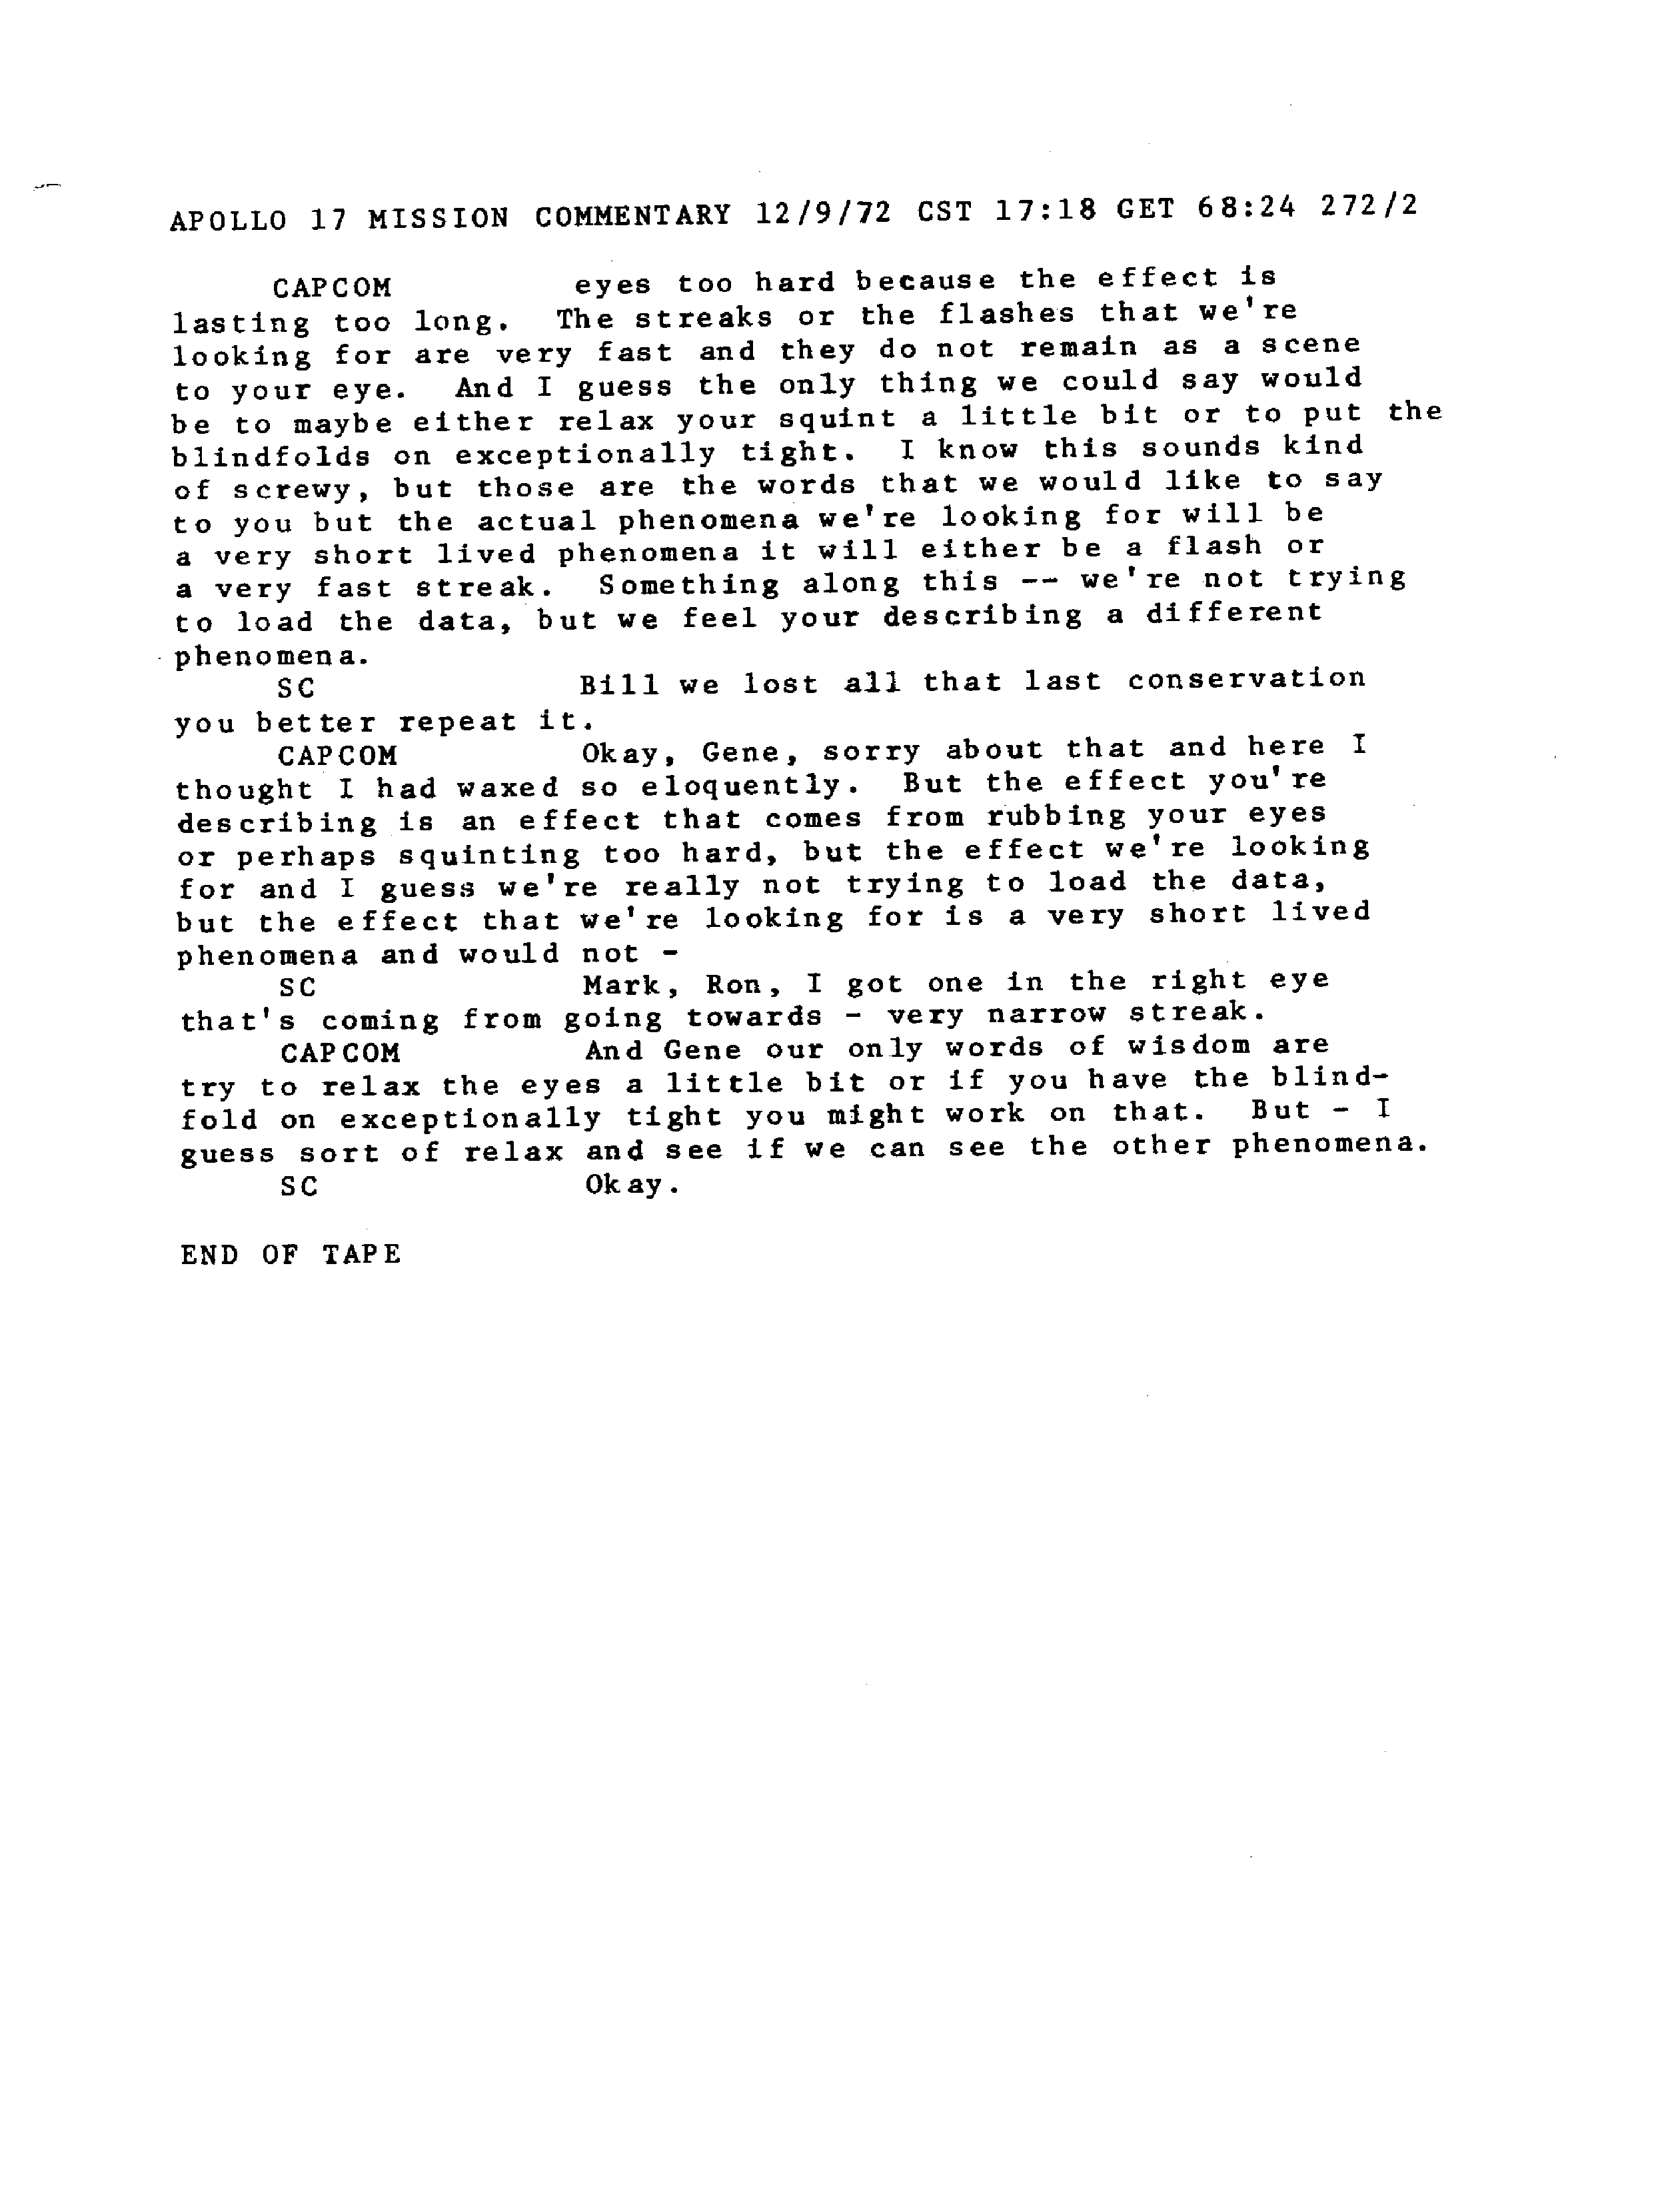 APOLLO 17 MISSION COMMENTARY 12/9/72 CST 17:18 GET 68:24 272/2
CAPCOM eyes too hard because the effect is
lasting too long. The streaks or the flashes that we're
looking for are very fast and they do not remain as a scene
to your eye. And I guess the only thing we could say would
be to maybe either relax your squint a little bit or to put the
blindfolds on exceptionally tight. I know this sounds kind
of screwy, but those are the words that we would like to say
to you but the actual phenomena we're looking for will be
a very short lived phenomena it will either be a flash or
a very fast streak. Something along this -- we're not trying
to load the data, but we feel your describing a different
phenomena.
SC Bill we lost all that last conservation
you better repeat it.
CAPCOM Okay, Gene, sorry about that and here I
thought I had waxed so eloquently. But the effect you're
describing is an effect that comes from rubbing your eyes
or perhaps squinting too hard, but the effect we're looking
for and I guess we're really not trying to load the data,
but the effect that we're looking for is a very short lived
phenomena and would not -
SC Mark, Ron, I got one in the right eye
that's coming from going towards - very narrow streak.
CAPCOM And Gene our only words of wisdom are
try to relax the eyes a little bit or if you have the blind-
fold on exceptionally tight you might work on that. But - I
guess sort of relax and see if we can see the other phenomena.
SC Okay.
END OF TAPE